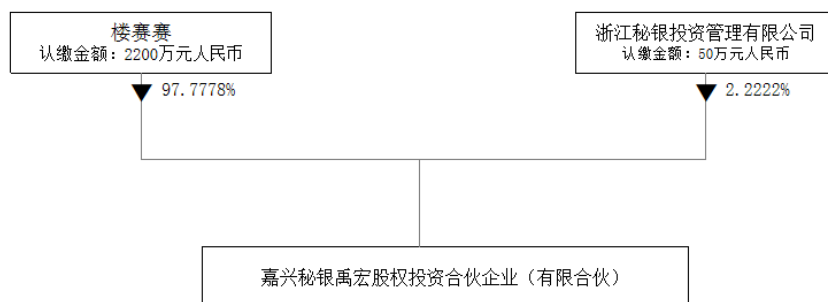 楼赛赛
认缴金额：2200万元人民币
浙江秘银投资管理有限公司
认缴金额：50万元人民币
97.7778%
2.2222%
嘉兴秘银禹宏股权投资合伙企业（有限合伙）